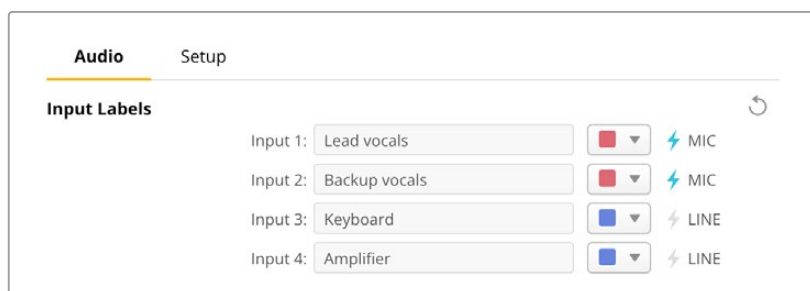 Audio Setup
Input Labels
Input 1: Lead vocals MIC
Input 2: Backup vocals MIC
Input 3: Keyboard LINE
Input 4: Amplifier LINE